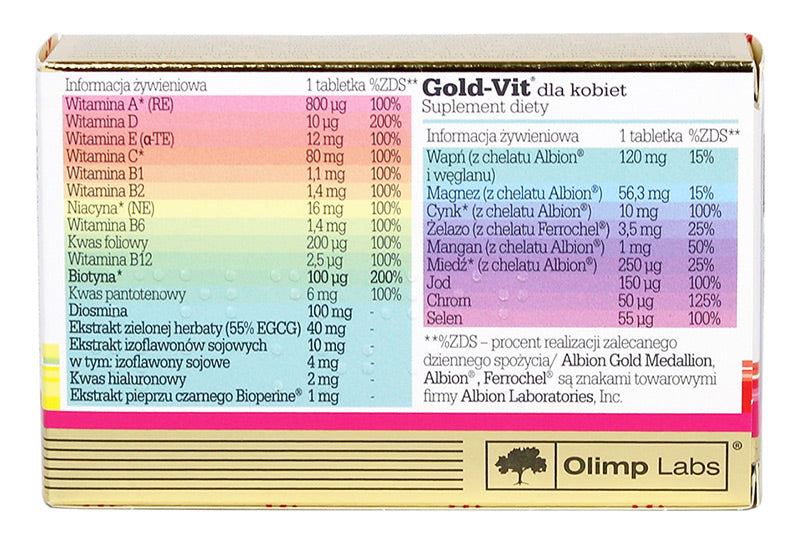 Informacja żywieniowa 1 tabletka %ZDS**
Witamina A* (RE) 800 µg 100%
Witamina D 10 µg 200%
Witamina E (α-TE) 12 mg 100%
Witamina C* 80 mg 100%
Witamina B1 1,1 mg 100%
Witamina B2 1,4 mg 100%
Niacyna* (NE) 16 mg 100%
Witamina B6 1,4 mg 100%
Kwas foliowy 200 µg 100%
Witamina B12 2,5 µg 100%
Biotyna* 100 µg 200%
Kwas pantotenowy 6 mg 100%
Diosmina 100 mg -
Ekstrakt zielonej herbaty (55% EGCG) 40 mg -
Ekstrakt izoflawonów sojowych 10 mg -
w tym: izoflawony sojowe 4 mg -
Kwas hialuronowy 2 mg -
Ekstrakt pieprzu czarnego Bioperine® 1 mg -
Gold-Vit® dla kobiet
Suplement diety
Informacja żywieniowa 1 tabletka %ZDS**
Wapń (z chelatu Albion® 120 mg 15%
i węglanu)
Magnez (z chelatu Albion®) 56,3 mg 15%
Cynk* (z chelatu Albion®) 10 mg 100%
Żelazo (z chelatu Ferrochel®) 3,5 mg 25%
Mangan (z chelatu Albion®) 1 mg 50%
Miedź* (z chelatu Albion®) 250 µg 25%
Jod 150 µg 100%
Chrom 50 µg 125%
Selen 55 µg 100%
**%ZDS – procent realizacji zalecanego
dziennego spożycia/ Albion Gold Medallion,
Albion®, Ferrochel® są znakami towarowymi
firmy Albion Laboratories, Inc.
Olimp Labs®